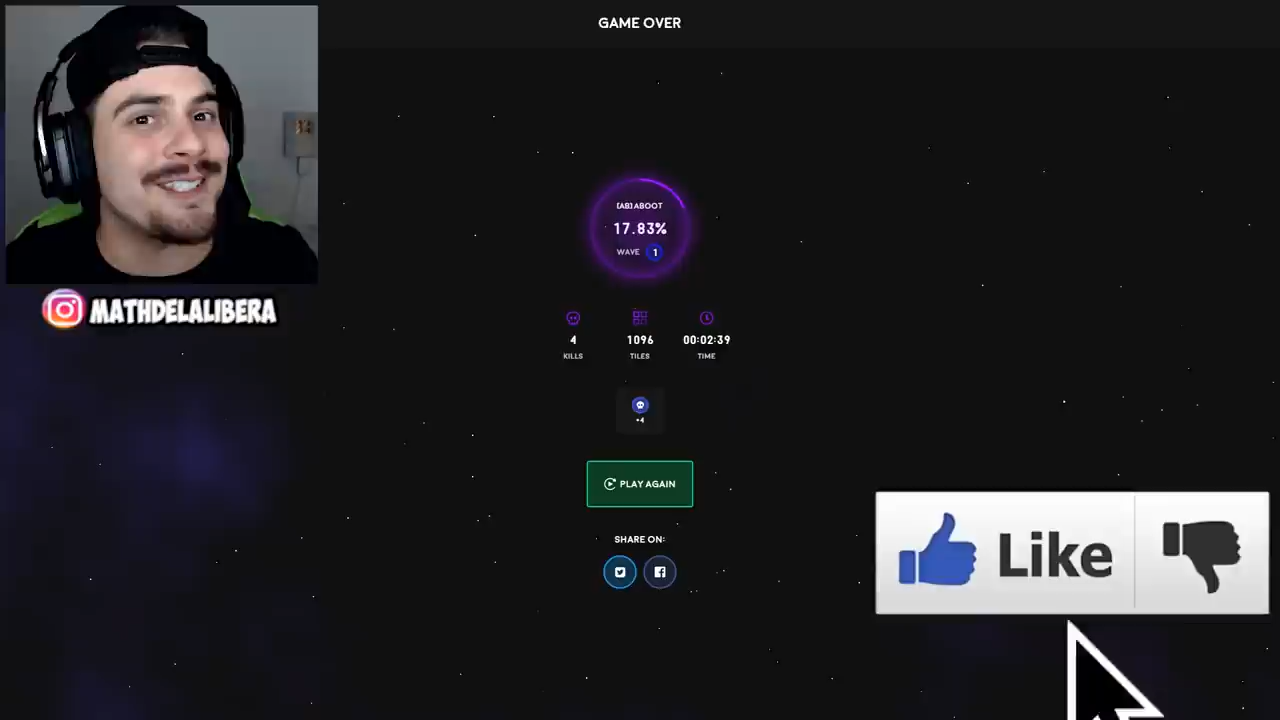 GAME OVER
[AB] ABOOT
17.83%
WAVE 1
MATHDELALIBERA
4
1096
00:02:39
KILLS
TILES
TIME
+4
PLAY AGAIN
SHARE ON:
Like